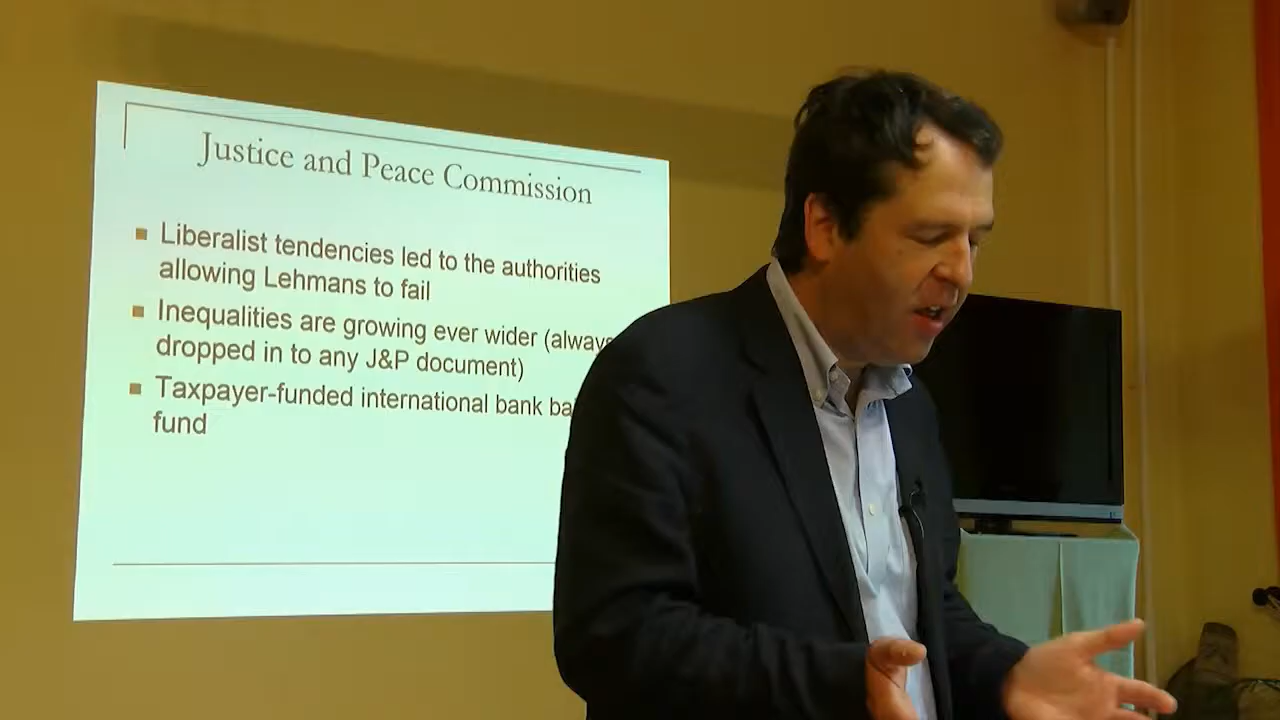 Justice and Peace Commission
Liberalist tendencies led to the authorities
allowing Lehmans to fail
Inequalities are growing ever wider (always
dropped in to any J&P document)
Taxpayer-funded international bank
fund